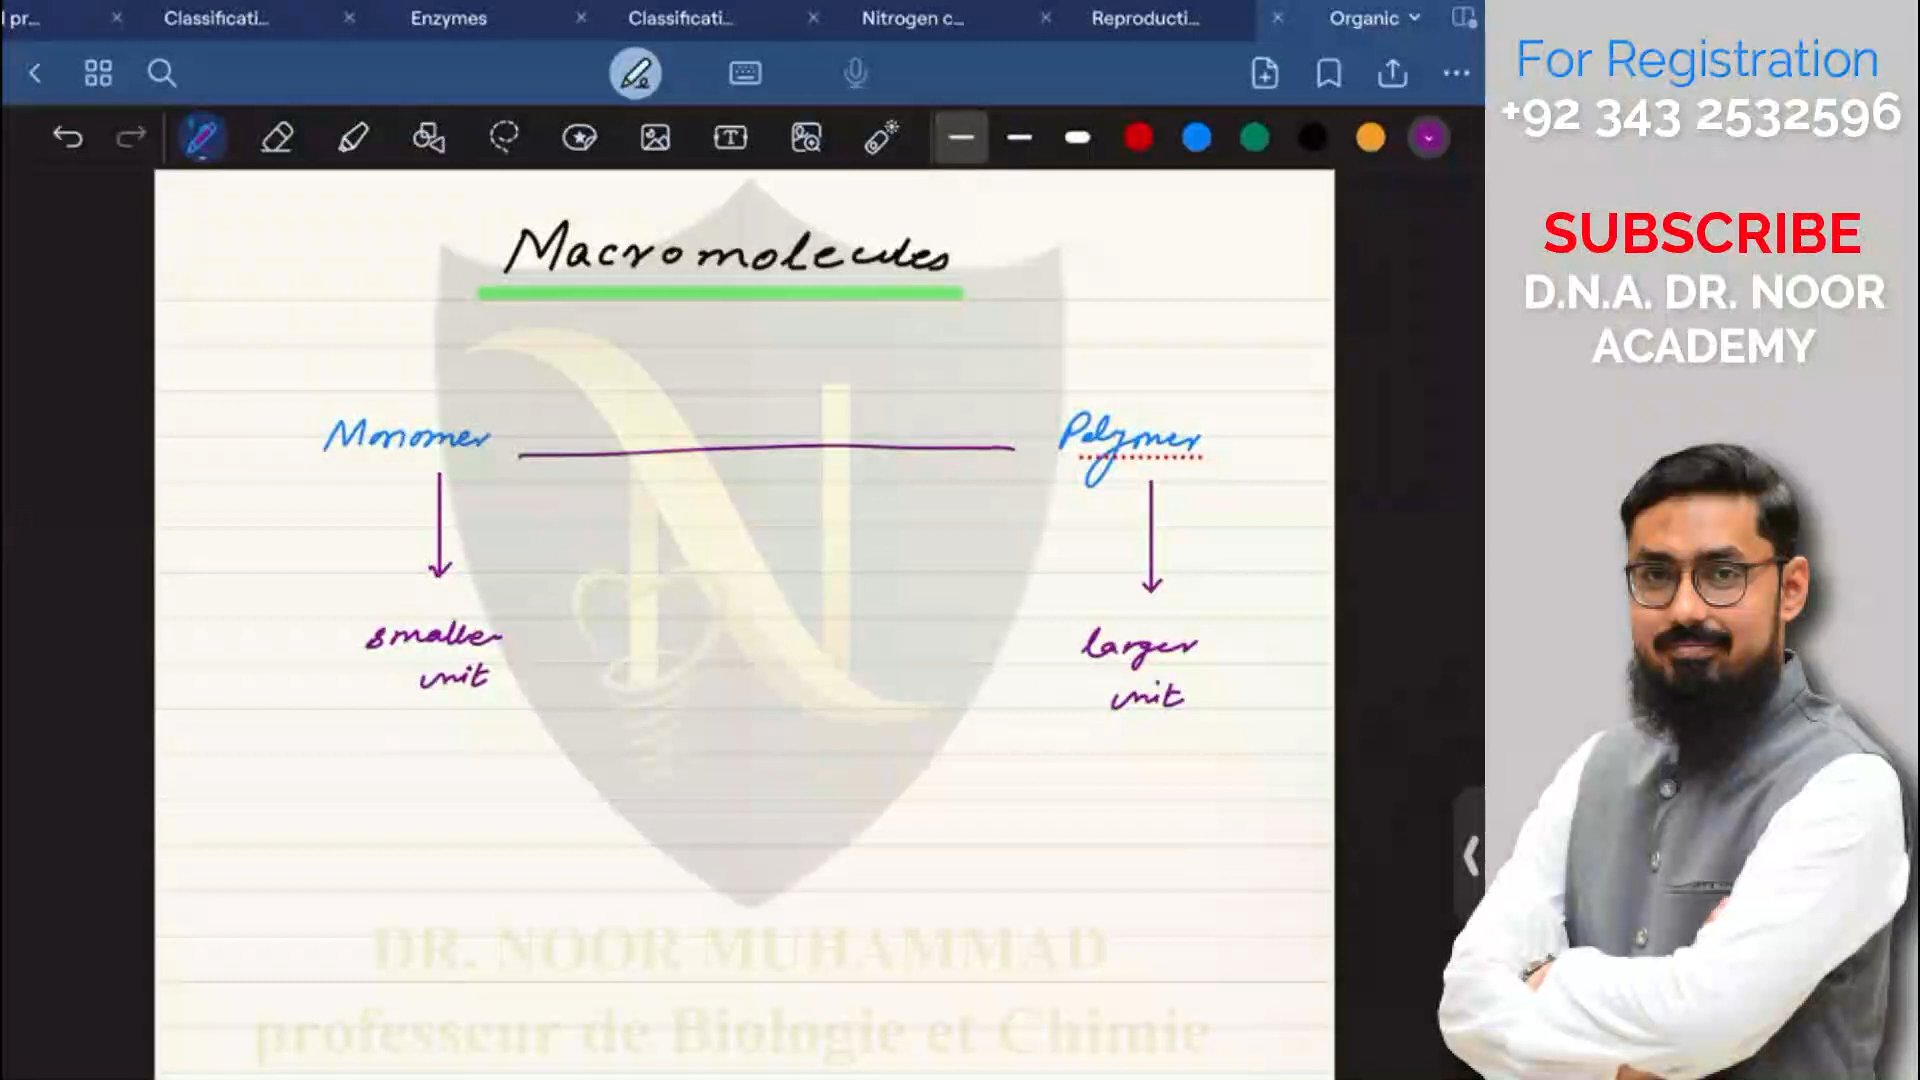 l pr...
Classificati...
Enzymes
Classificati...
Nitrogen c...
Reproducti...
Organic
For Registration
+92 343 2532596
SUBSCRIBE
D.N.A. DR. NOOR
ACADEMY
Macromolecules
Monomer
Polymer
smaller
unit
larger
unit
DR. NOOR MUHAMMAD
professeur de Biologie et Chimie